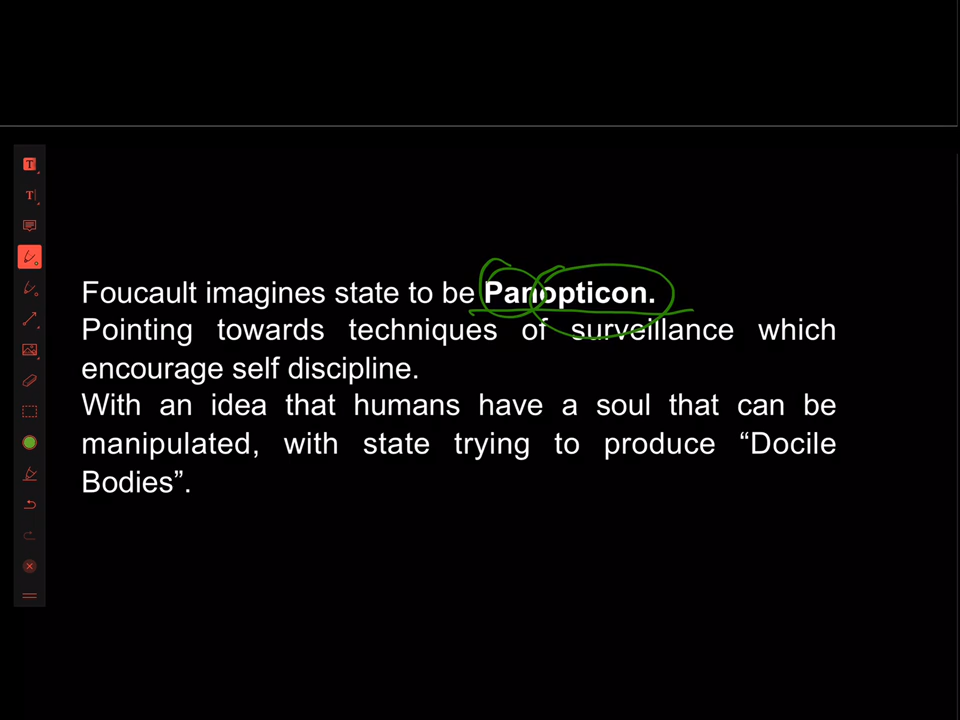 Foucault imagines state to be Panopticon.
Pointing towards techniques of surveillance which
encourage self discipline.
With an idea that humans have a soul that can be
manipulated, with state trying to produce “Docile
Bodies”.